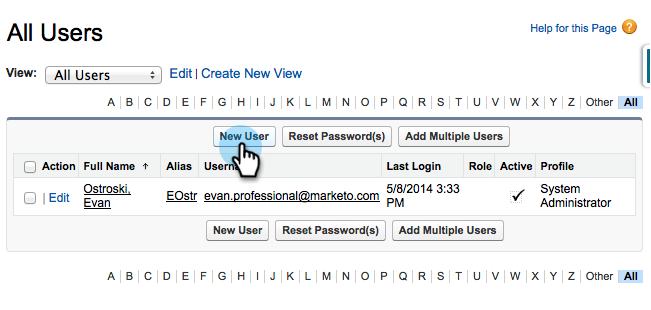 All Users
Help for this Page ?
View: All Users Edit | Create New View
A B C D E F G H I J K L M N O P Q R S T U V W X Y Z Other All
New User Reset Password(s) Add Multiple Users
Action Full Name ↑ Alias Last Login Role Active Profile
| Edit Ostroski, Evan EOstr evan.professional@marketo.com 5/8/2014 3:33 PM ✓ System Administrator
New User Reset Password(s) Add Multiple Users
A B C D E F G H I J K L M N O P Q R S T U V W X Y Z Other All